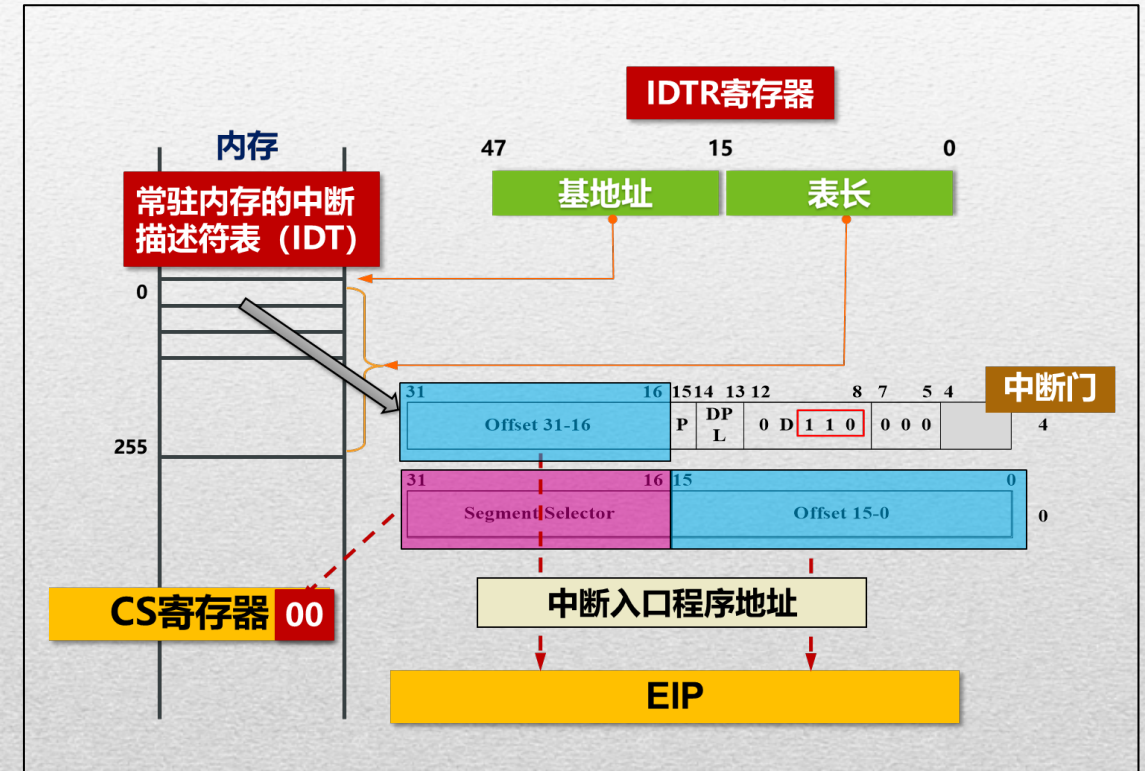 IDTR寄存器
内存
47 15 0
基地址 表长
常驻内存的中断
描述符表（IDT）
0
255
中断门
31 16 15 14 13 12 8 7 5 4
Offset 31-16 P DP
L 0 D 1 1 0 0 0 0 4
31 16 15 0
Segment Selector Offset 15-0 0
中断入口程序地址
CS寄存器 00
EIP